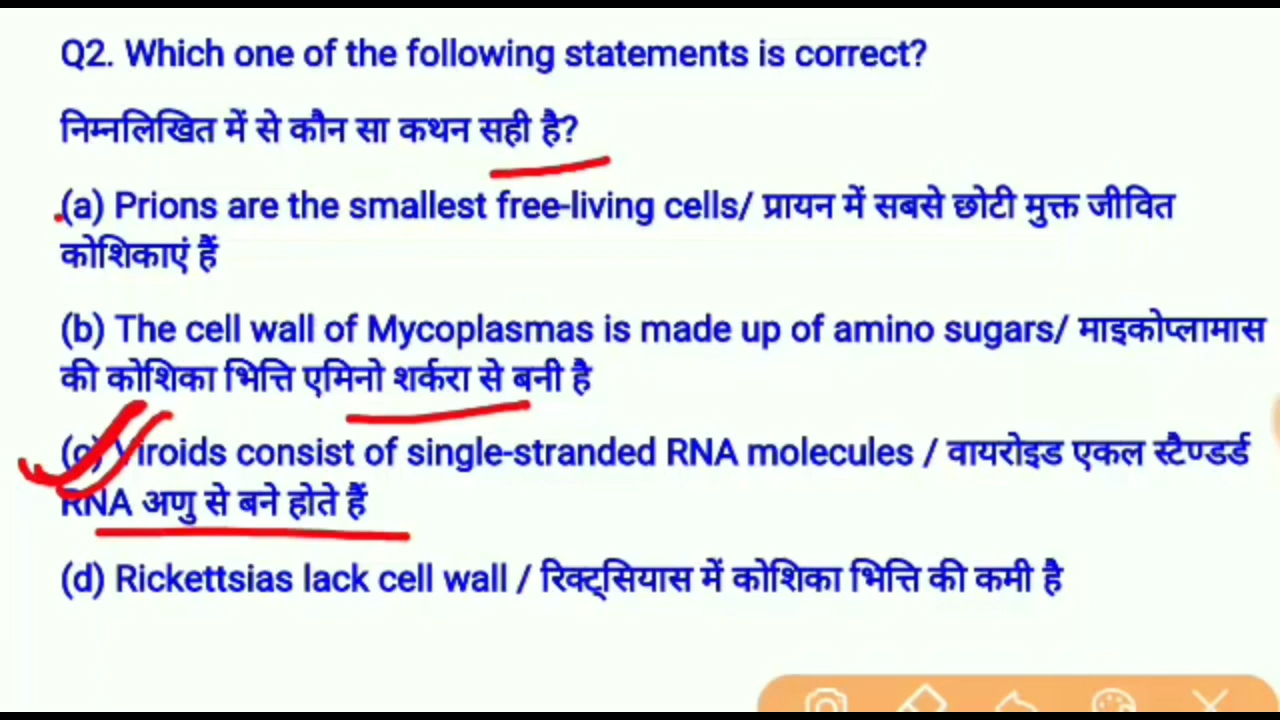 Q2. Which one of the following statements is correct?
निम्नलिखित में से कौन सा कथन सही है?
(a) Prions are the smallest free-living cells/ प्रायन में सबसे छोटी मुक्त जीवित
कोशिकाएं हैं
(b) The cell wall of Mycoplasmas is made up of amino sugars/ माइकोप्लामास
की कोशिका भित्ति एमिनो शर्करा से बनी है
(c) Viroids consist of single-stranded RNA molecules / वायरोइड एकल स्टैण्डर्ड
RNA अणु से बने होते हैं
(d) Rickettsias lack cell wall / रिक्ट्सियास में कोशिका भित्ति की कमी है